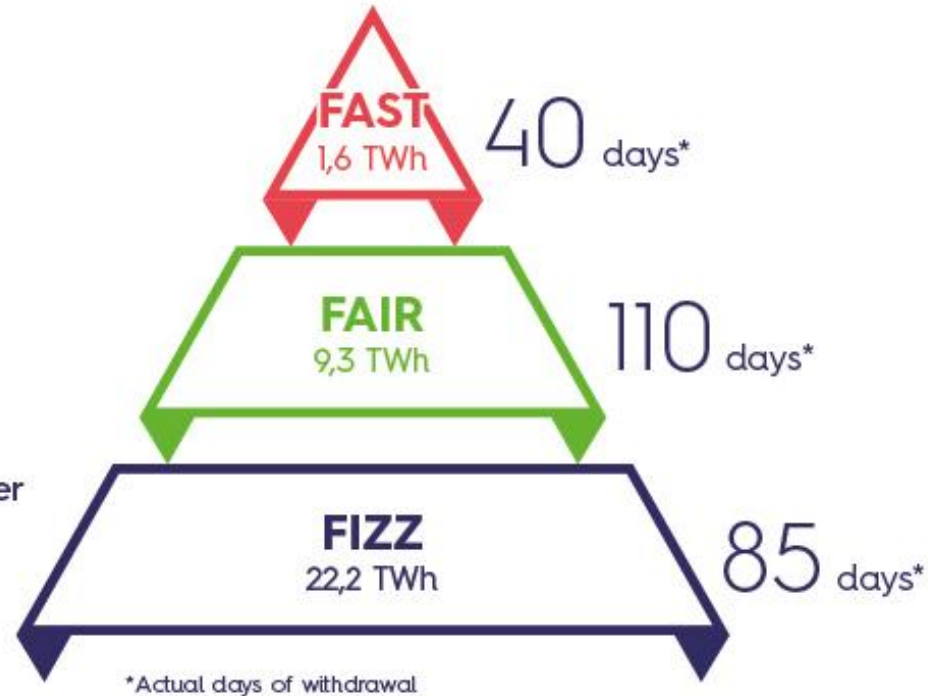 FAST
1,6 TWh
40 days*
FAIR
9,3 TWh
110 days*
er
FIZZ
22,2 TWh
85 days*
*Actual days of withdrawal